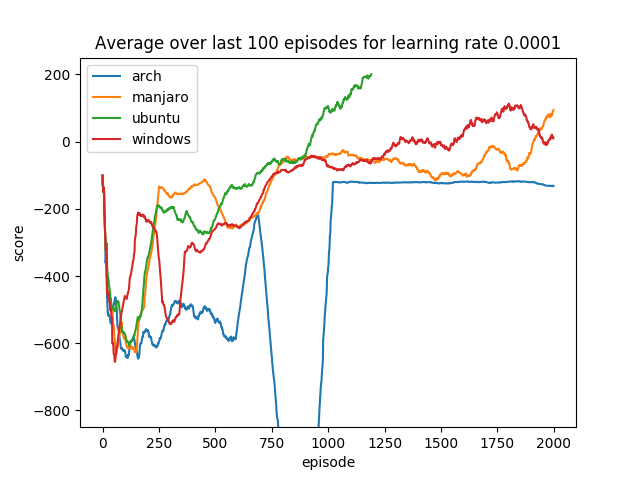 Average over last 100 episodes for learning rate 0.0001
arch
manjaro
ubuntu
windows
200
0
−200
−400
−600
−800
score
0 250 500 750 1000 1250 1500 1750 2000
episode